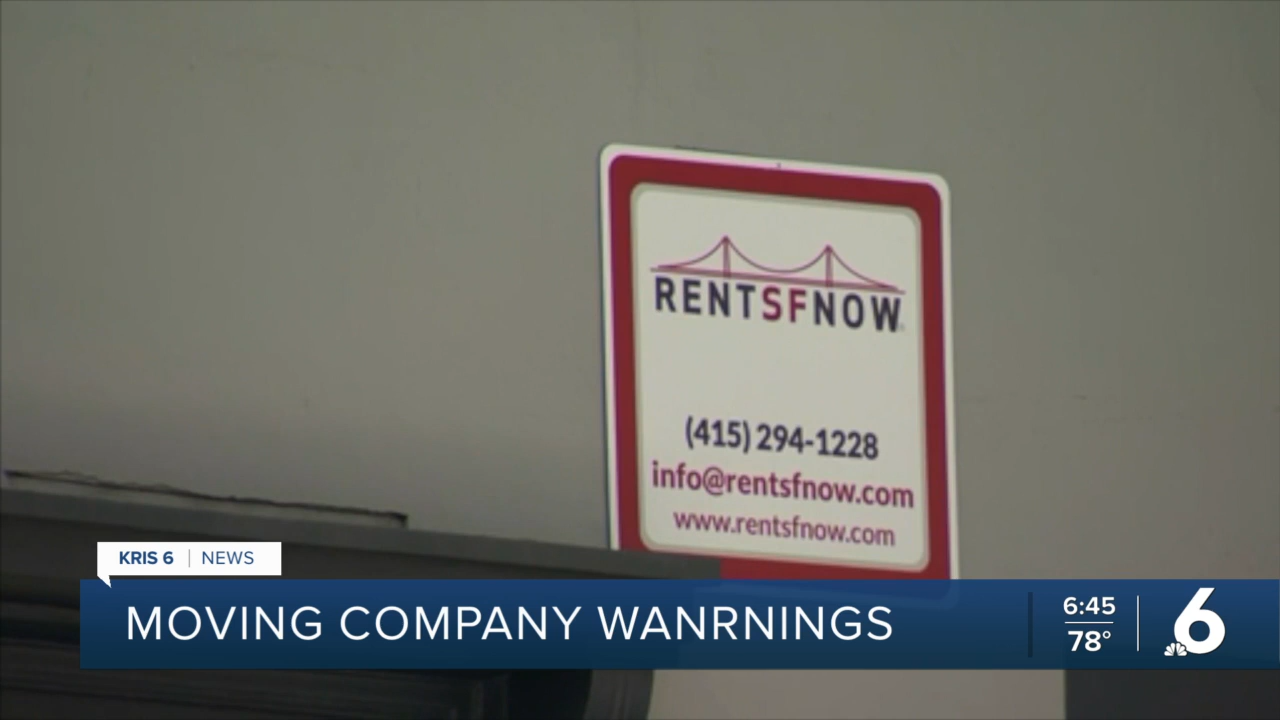 RENTSFNOW
(415) 294-1228
info@rentsfnow.com
www.rentsfnow.com
KRIS 6 | NEWS
MOVING COMPANY WANRNINGS
6:45
78°
6